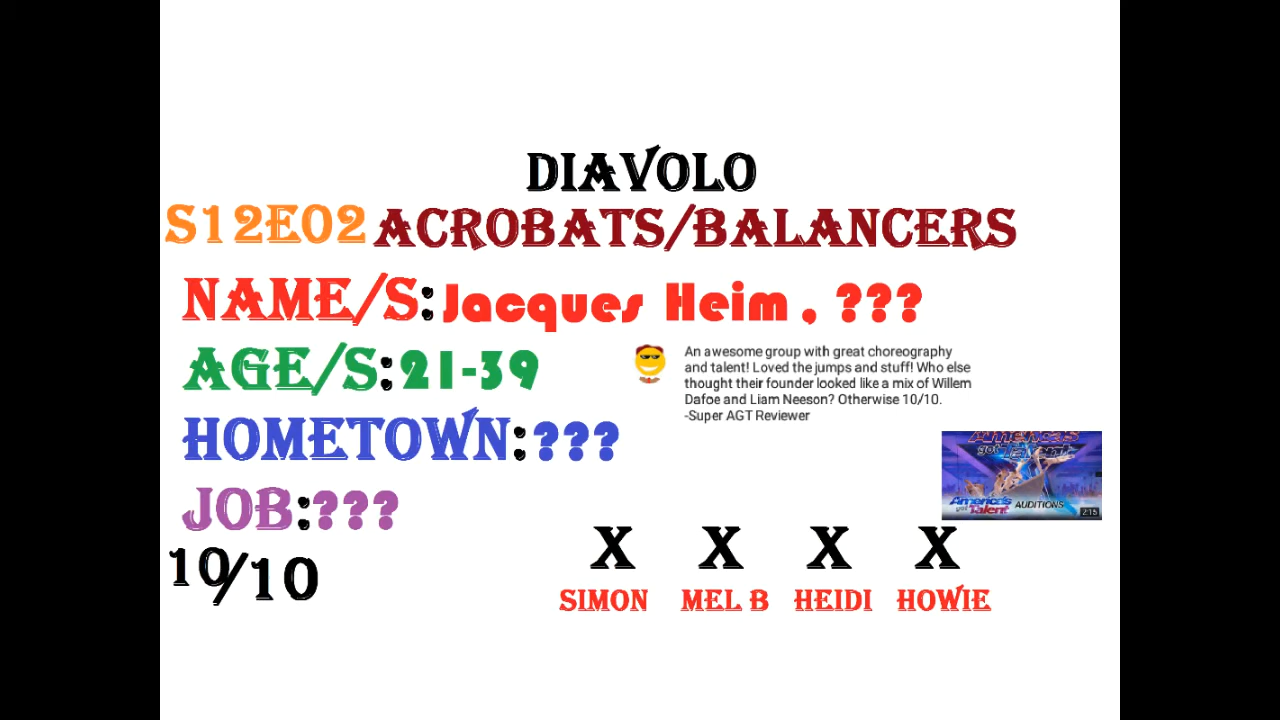 DIAVOLO
S12E02 ACROBATS/BALANCERS
NAME/S: Jacques Heim , ???
AGE/S: 21-39
An awesome group with great choreography
and talent! Loved the jumps and stuff! Who else
thought their founder looked like a mix of Willem
Dafoe and Liam Neeson? Otherwise 10/10.
-Super AGT Reviewer
HOMETOWN: ???
AMERICA'S
got Talent
America's
got Talent AUDITIONS
2:15
JOB: ???
10/10
X X X X
SIMON MEL B HEIDI HOWIE